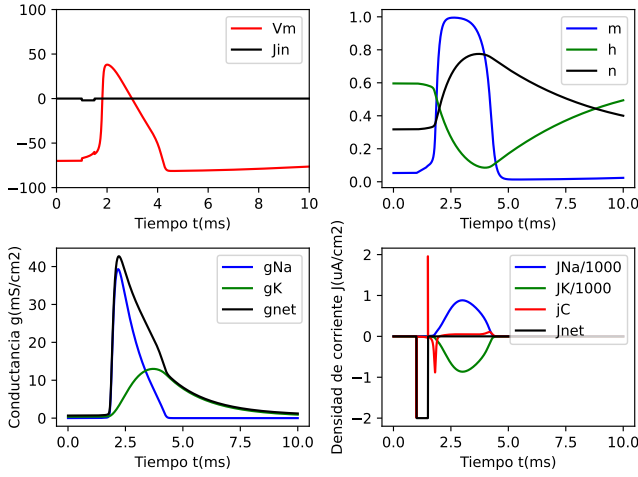 100
50
0
−50
−100
0
2
4
6
8
10
Tiempo t(ms)
Vm
Jin
1.0
0.8
0.6
0.4
0.2
0.0
0.0
2.5
5.0
7.5
10.0
Tiempo t(ms)
m
h
n
Conductancia g(mS/cm2)
40
30
20
10
0
0.0
2.5
5.0
7.5
10.0
Tiempo t(ms)
gNa
gK
gnet
Densidad de corriente J(uA/cm2)
2
1
0
−1
−2
0.0
2.5
5.0
7.5
10.0
Tiempo t(ms)
JNa/1000
JK/1000
jC
Jnet